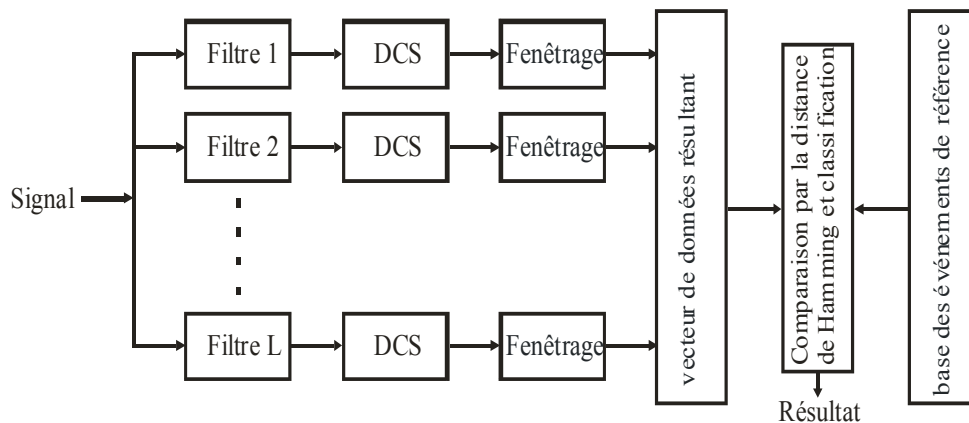 Filtre 1
DCS
Fenêtrage
Filtre 2
DCS
Fenêtrage
Signal
Filtre L
DCS
Fenêtrage
vecteur de données résultant
Comparaison par la distance
de Hamming et classification
base des événements de référence
Résultat